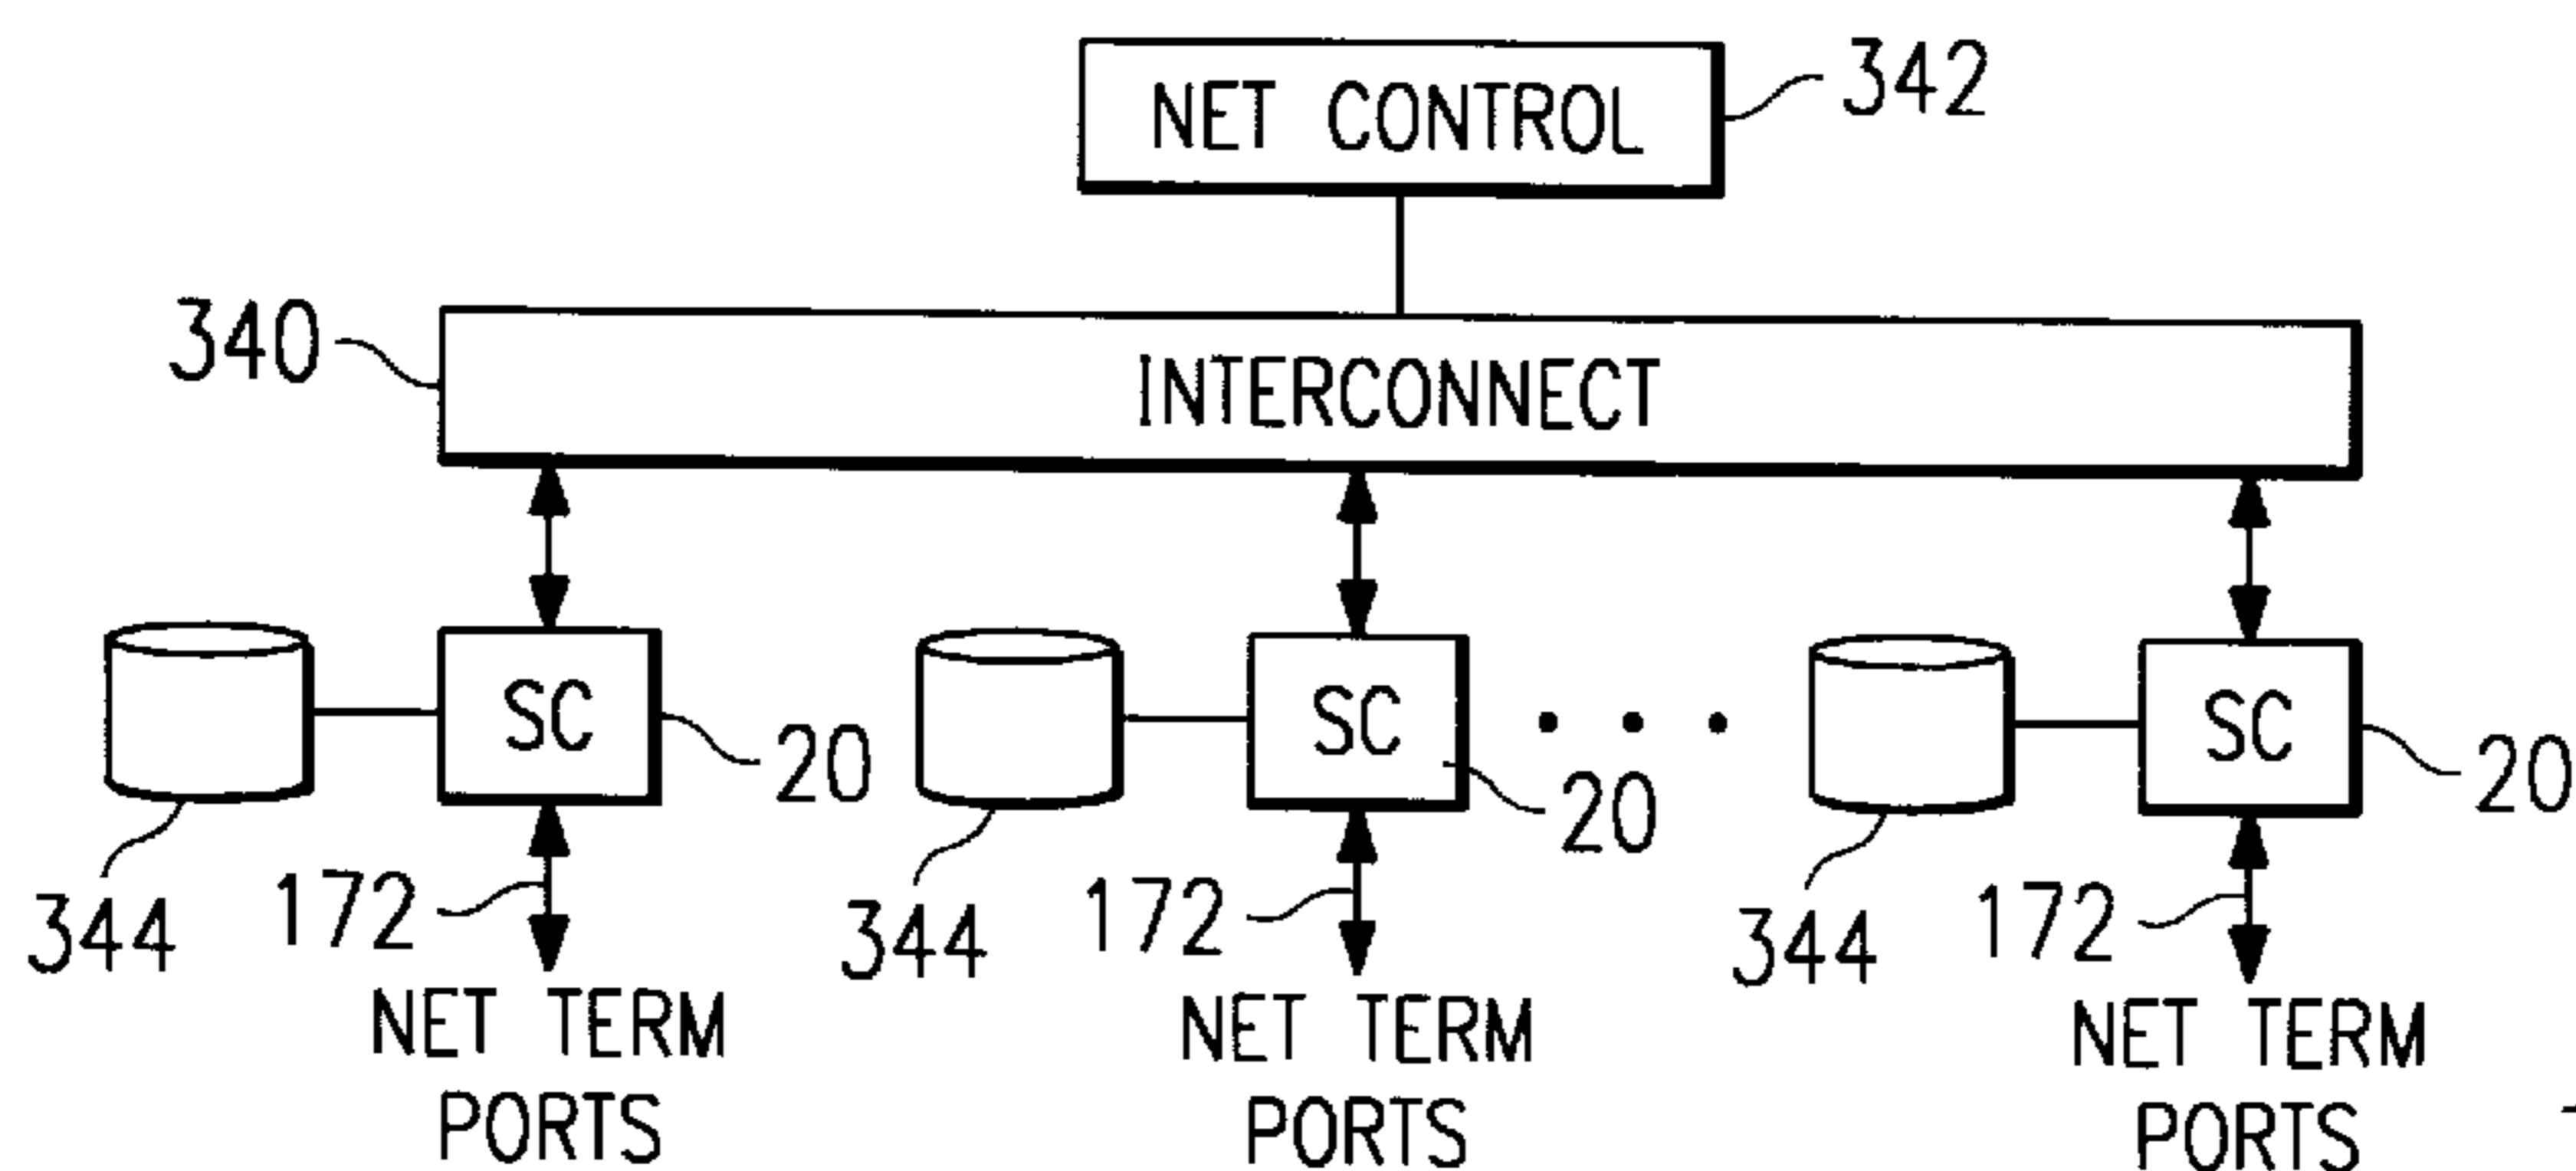 NET CONTROL
342
340
INTERCONNECT
SC
20
SC
20
SC
20
344
172
344
172
344
172
NET TERM
PORTS
NET TERM
PORTS
NET TERM
PORTS